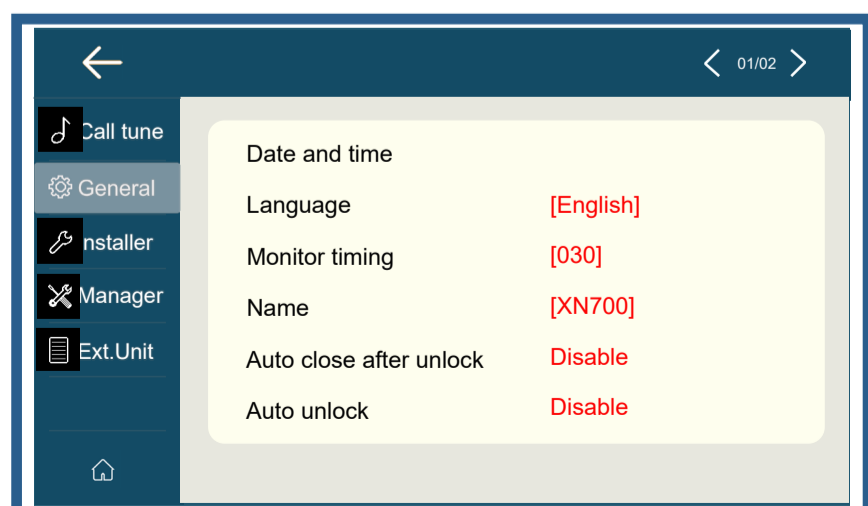 01/02
Call tune
General
nstaller
Manager
Ext.Unit
Date and time
Language [English]
Monitor timing [030]
Name [XN700]
Auto close after unlock Disable
Auto unlock Disable